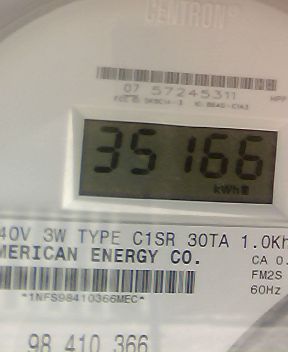 CENTRON®
07 57245311
35166
kWh
40V 3W TYPE C1SR 30TA 1.0Kh
MERICAN ENERGY CO.
CA 0.
FM2S
*1NFS98410366MEC*
60Hz
98 410 366